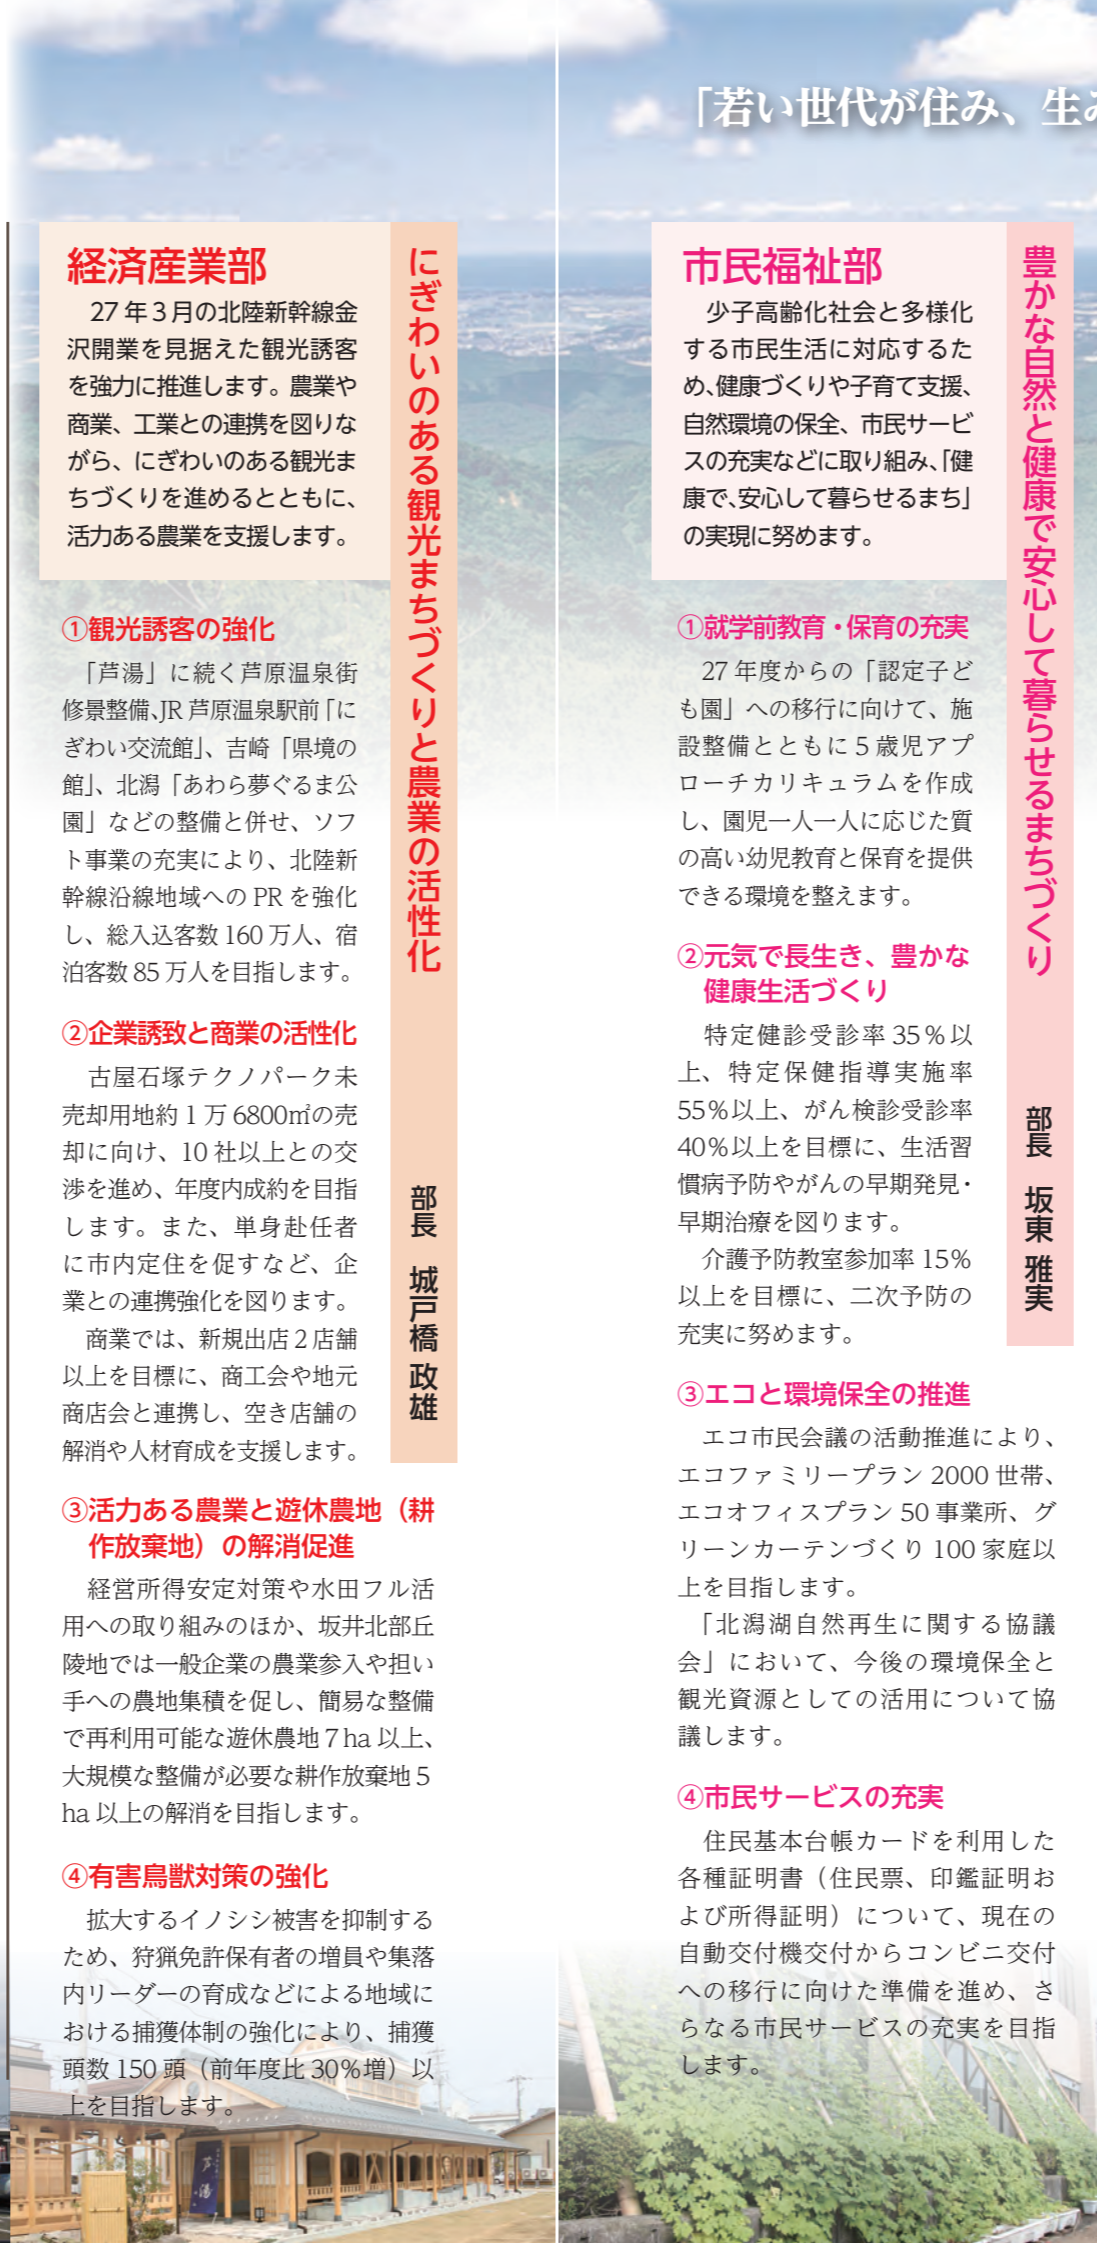 「若い世代が住み、生み
市民福祉部
少子高齢化社会と多様化
する市民生活に対応するた
め、健康づくりや子育て支援、
自然環境の保全、市民サービ
スの充実などに取り組み、「健
康で、安心して暮らせるまち」
の実現に努めます。
豊かな自然と健康で安心して暮らせるまちづくり
部長 坂東 雅実
①就学前教育・保育の充実
27年度からの「認定子ど
も園」への移行に向けて、施
設整備とともに5歳児アプ
ローチカリキュラムを作成
し、園児一人一人に応じた質
の高い幼児教育と保育を提供
できる環境を整えます。
②元気で長生き、豊かな
健康生活づくり
特定健診受診率35%以
上、特定保健指導実施率
55%以上、がん検診受診率
40%以上を目標に、生活習
慣病予防やがんの早期発見・
早期治療を図ります。
介護予防教室参加率15%
以上を目標に、二次予防の
充実に努めます。
③エコと環境保全の推進
エコ市民会議の活動推進により、
エコファミリープラン2000世帯、
エコオフィスプラン50事業所、グ
リーンカーテンづくり100家庭以
上を目指します。
「北潟湖自然再生に関する協議
会」において、今後の環境保全と
観光資源としての活用について協
議します。
④市民サービスの充実
住民基本台帳カードを利用した
各種証明書（住民票、印鑑証明お
よび所得証明）について、現在の
自動交付機交付からコンビニ交付
への移行に向けた準備を進め、さ
らなる市民サービスの充実を目指
します。
経済産業部
27年3月の北陸新幹線金
沢開業を見据えた観光誘客
を強力に推進します。農業や
商業、工業との連携を図りな
がら、にぎわいのある観光ま
ちづくりを進めるとともに、
活力ある農業を支援します。
にぎわいのある観光まちづくりと農業の活性化
部長 城戸橋 政雄
①観光誘客の強化
「芦湯」に続く芦原温泉街
修景整備、JR芦原温泉駅前「に
ぎわい交流館」、吉崎「県境の
館」、北潟「あわら夢ぐるま公
園」などの整備と併せ、ソフ
ト事業の充実により、北陸新
幹線沿線地域へのPRを強化
し、総入込客数160万人、宿
泊客数85万人を目指します。
②企業誘致と商業の活性化
古屋石塚テクノパーク未
売却用地約1万6800㎡の売
却に向け、10社以上との交
渉を進め、年度内成約を目指
します。また、単身赴任者
に市内定住を促すなど、企
業との連携強化を図ります。
商業では、新規出店2店舗
以上を目標に、商工会や地元
商店会と連携し、空き店舗の
解消や人材育成を支援します。
③活力ある農業と遊休農地（耕
作放棄地）の解消促進
経営所得安定対策や水田フル活
用への取り組みのほか、坂井北部丘
陵地では一般企業の農業参入や担い
手への農地集積を促し、簡易な整備
で再利用可能な遊休農地7ha以上、
大規模な整備が必要な耕作放棄地5
ha以上の解消を目指します。
④有害鳥獣対策の強化
拡大するイノシシ被害を抑制する
ため、狩猟免許保有者の増員や集落
内リーダーの育成などによる地域に
おける捕獲体制の強化により、捕獲
頭数150頭（前年度比30%増）以
上を目指します。
芦湯